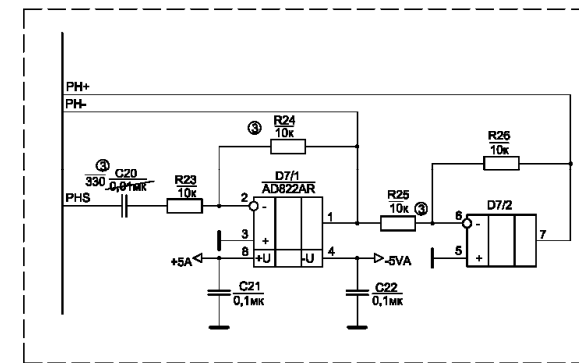 PH+
PH-
③ R24
10к
R26
10к
③
330 C20
0,01мк
R23
10к
D7/1
AD822AR
R25
10к ③
D7/2
PHS
2 - 1
6 - 7
3 +
5 +
+5A 8 +U -U 4 -5VA
C21
0,1мк
C22
0,1мк